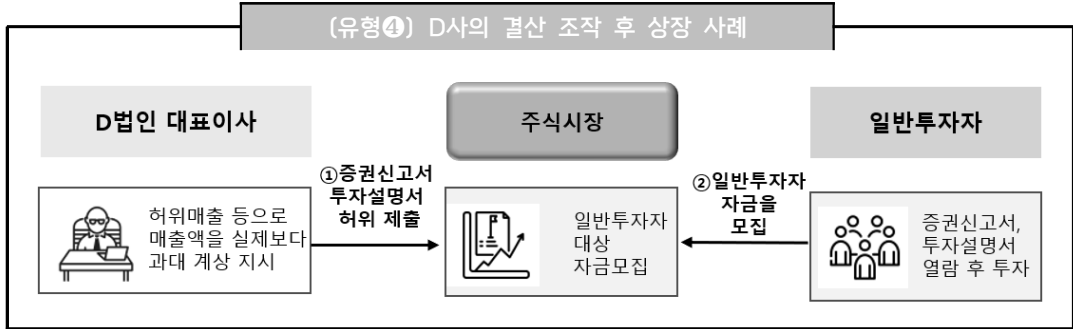 (유형❹) D사의 결산 조작 후 상장 사례
D법인 대표이사
주식시장
일반투자자
허위매출 등으로
매출액을 실제보다
과대 계상 지시
①증권신고서
투자설명서
허위 제출
일반투자자
대상
자금모집
②일반투자자
자금을
모집
증권신고서,
투자설명서
열람 후 투자